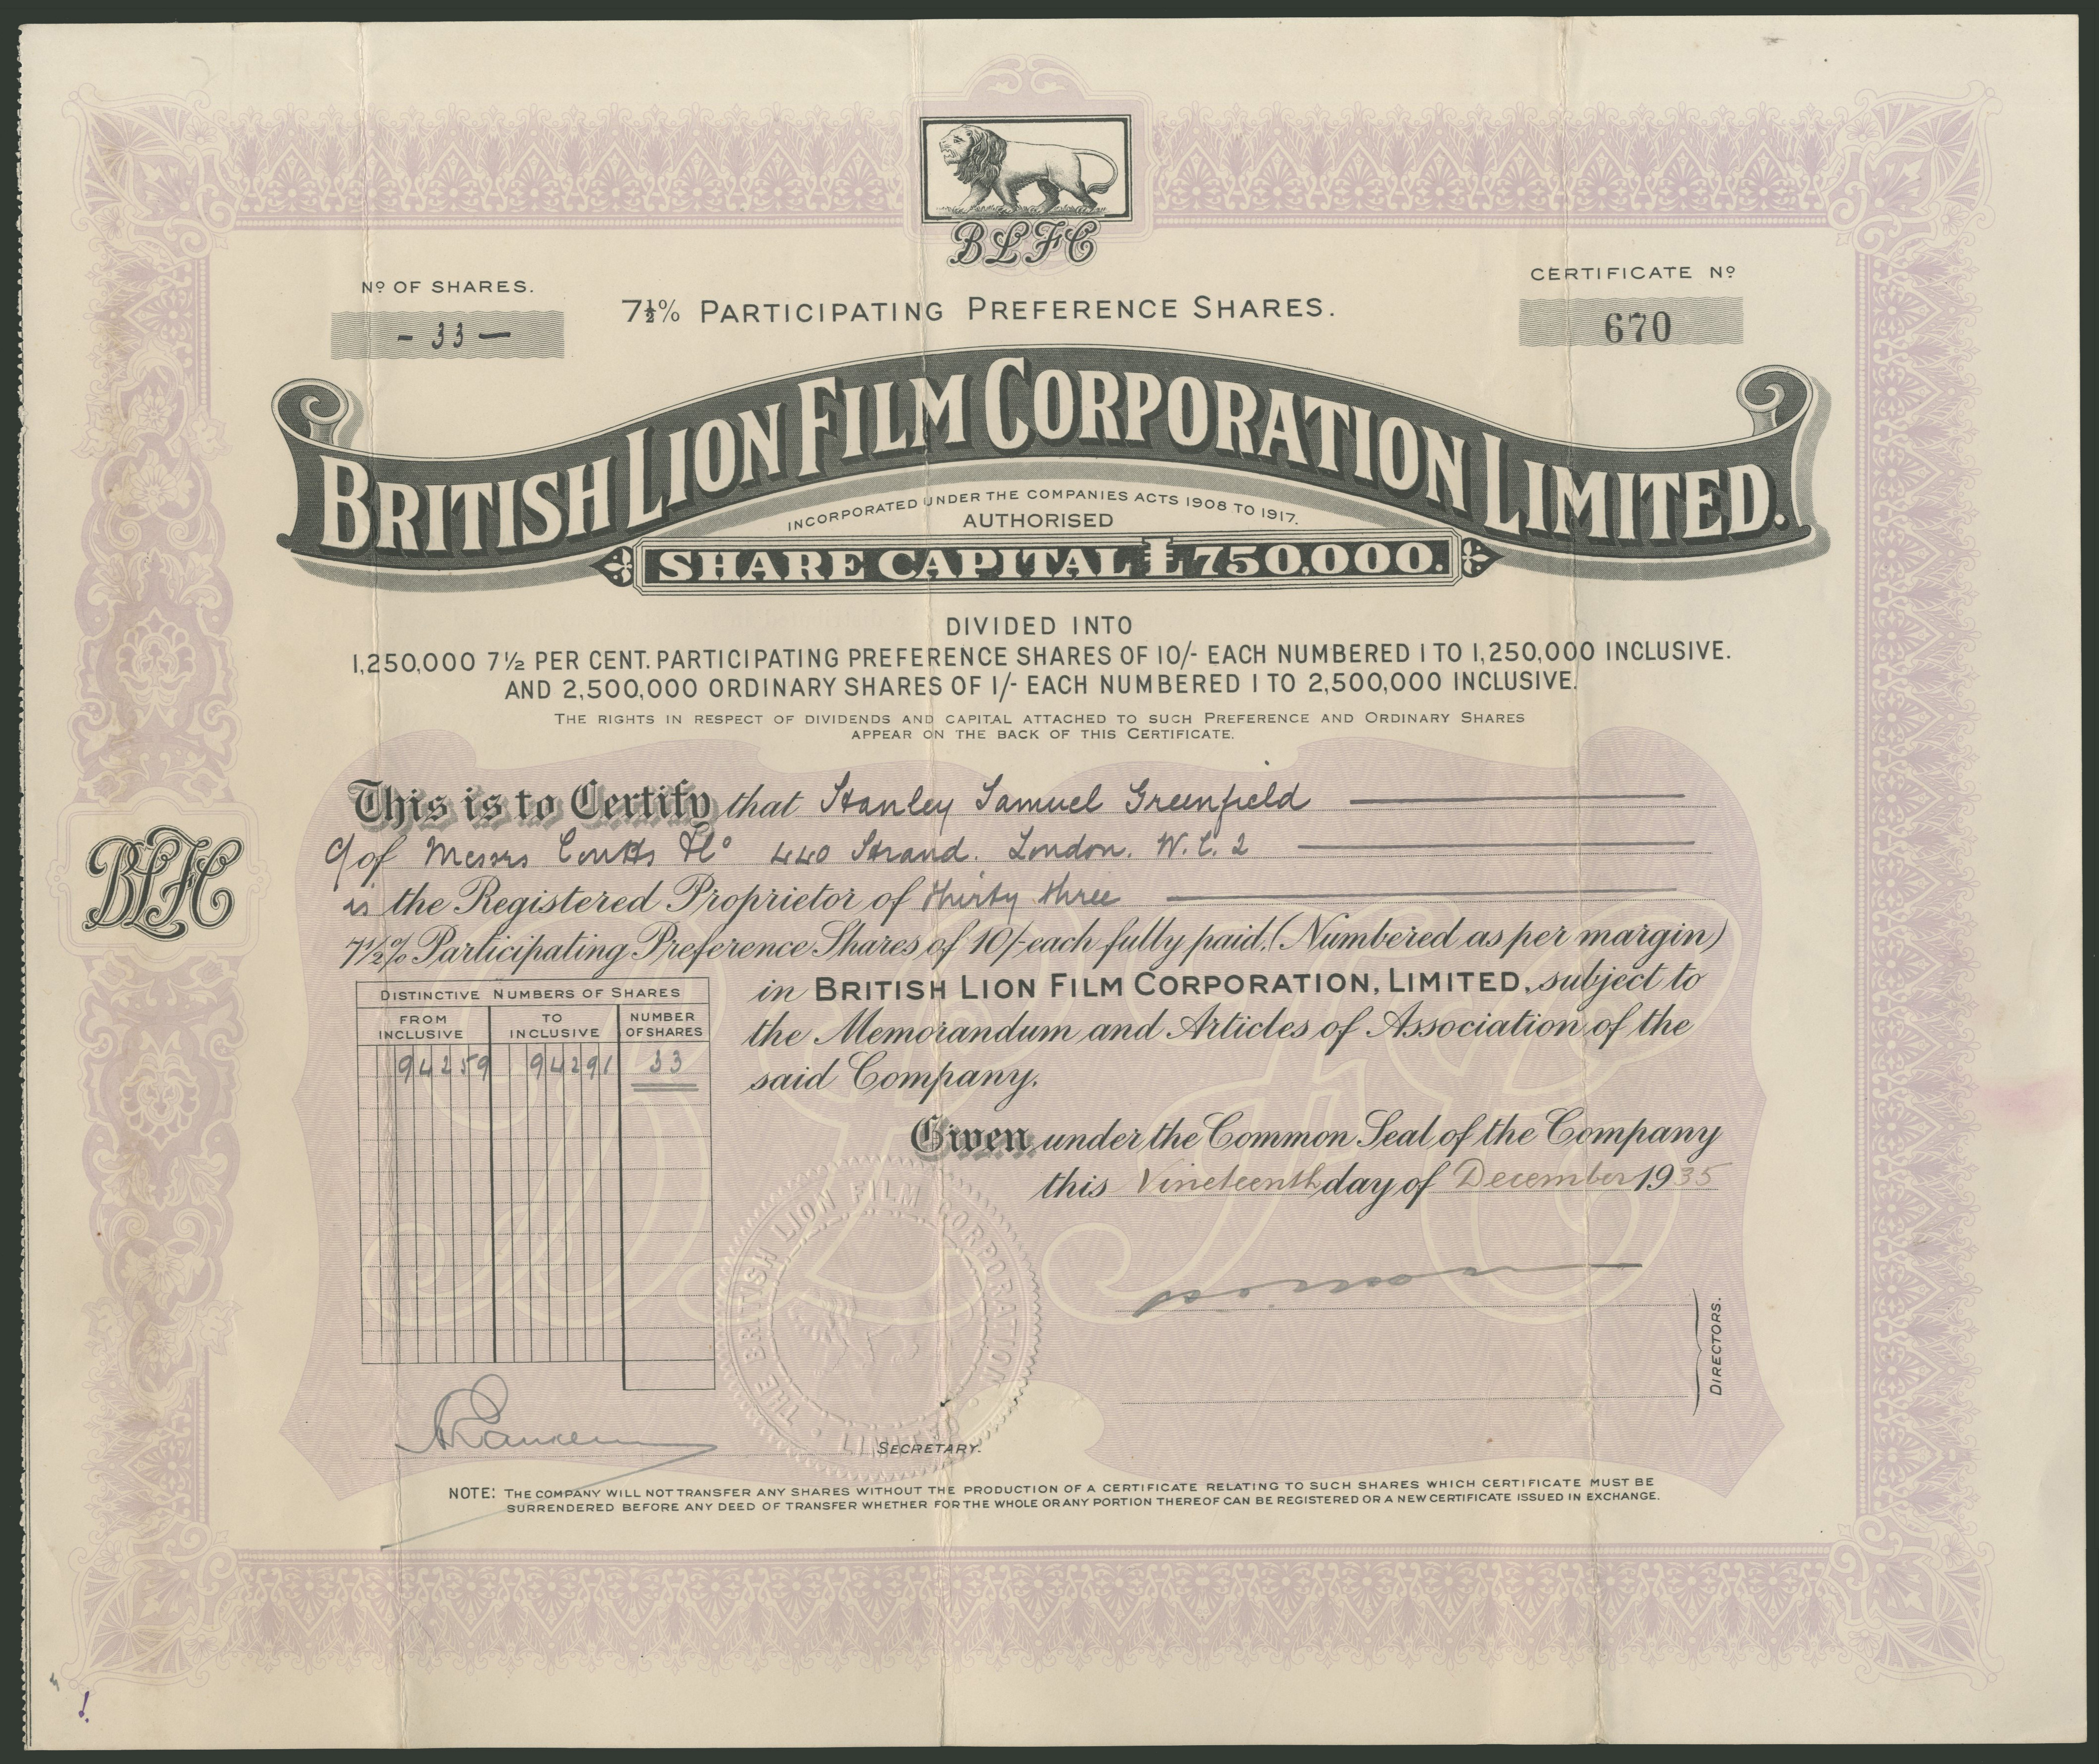 BLFC
Nº OF SHARES.
- 33 -
7½% PARTICIPATING PREFERENCE SHARES.
CERTIFICATE Nº
670
BRITISH LION FILM CORPORATION LIMITED.
INCORPORATED UNDER THE COMPANIES ACTS 1908 TO 1917.
AUTHORISED
SHARE CAPITAL £750,000.
DIVIDED INTO
1,250,000 7½ PER CENT. PARTICIPATING PREFERENCE SHARES OF 10/- EACH NUMBERED 1 TO 1,250,000 INCLUSIVE.
AND 2,500,000 ORDINARY SHARES OF 1/- EACH NUMBERED 1 TO 2,500,000 INCLUSIVE.
THE RIGHTS IN RESPECT OF DIVIDENDS AND CAPITAL ATTACHED TO SUCH PREFERENCE AND ORDINARY SHARES
APPEAR ON THE BACK OF THIS CERTIFICATE.
This is to Certify that Stanley Samuel Greenfield
c/o of Messrs Coutts & Co 440 Strand. London. W.C.2
is the Registered Proprietor of thirty three
7½% Participating Preference Shares of 10/- each fully paid, (Numbered as per margin)
in BRITISH LION FILM CORPORATION, LIMITED, subject to
the Memorandum and Articles of Association of the
said Company.
BLFC
DISTINCTIVE NUMBERS OF SHARES
FROM INCLUSIVE TO INCLUSIVE NUMBER OF SHARES
94259 94291 33
Given under the Common Seal of the Company
this Nineteenth day of December 1935
THE BRITISH LION FILM CORPORATION LIMITED
DIRECTORS.
SECRETARY.
NOTE: THE COMPANY WILL NOT TRANSFER ANY SHARES WITHOUT THE PRODUCTION OF A CERTIFICATE RELATING TO SUCH SHARES WHICH CERTIFICATE MUST BE
SURRENDERED BEFORE ANY DEED OF TRANSFER WHETHER FOR THE WHOLE OR ANY PORTION THEREOF CAN BE REGISTERED OR A NEW CERTIFICATE ISSUED IN EXCHANGE.